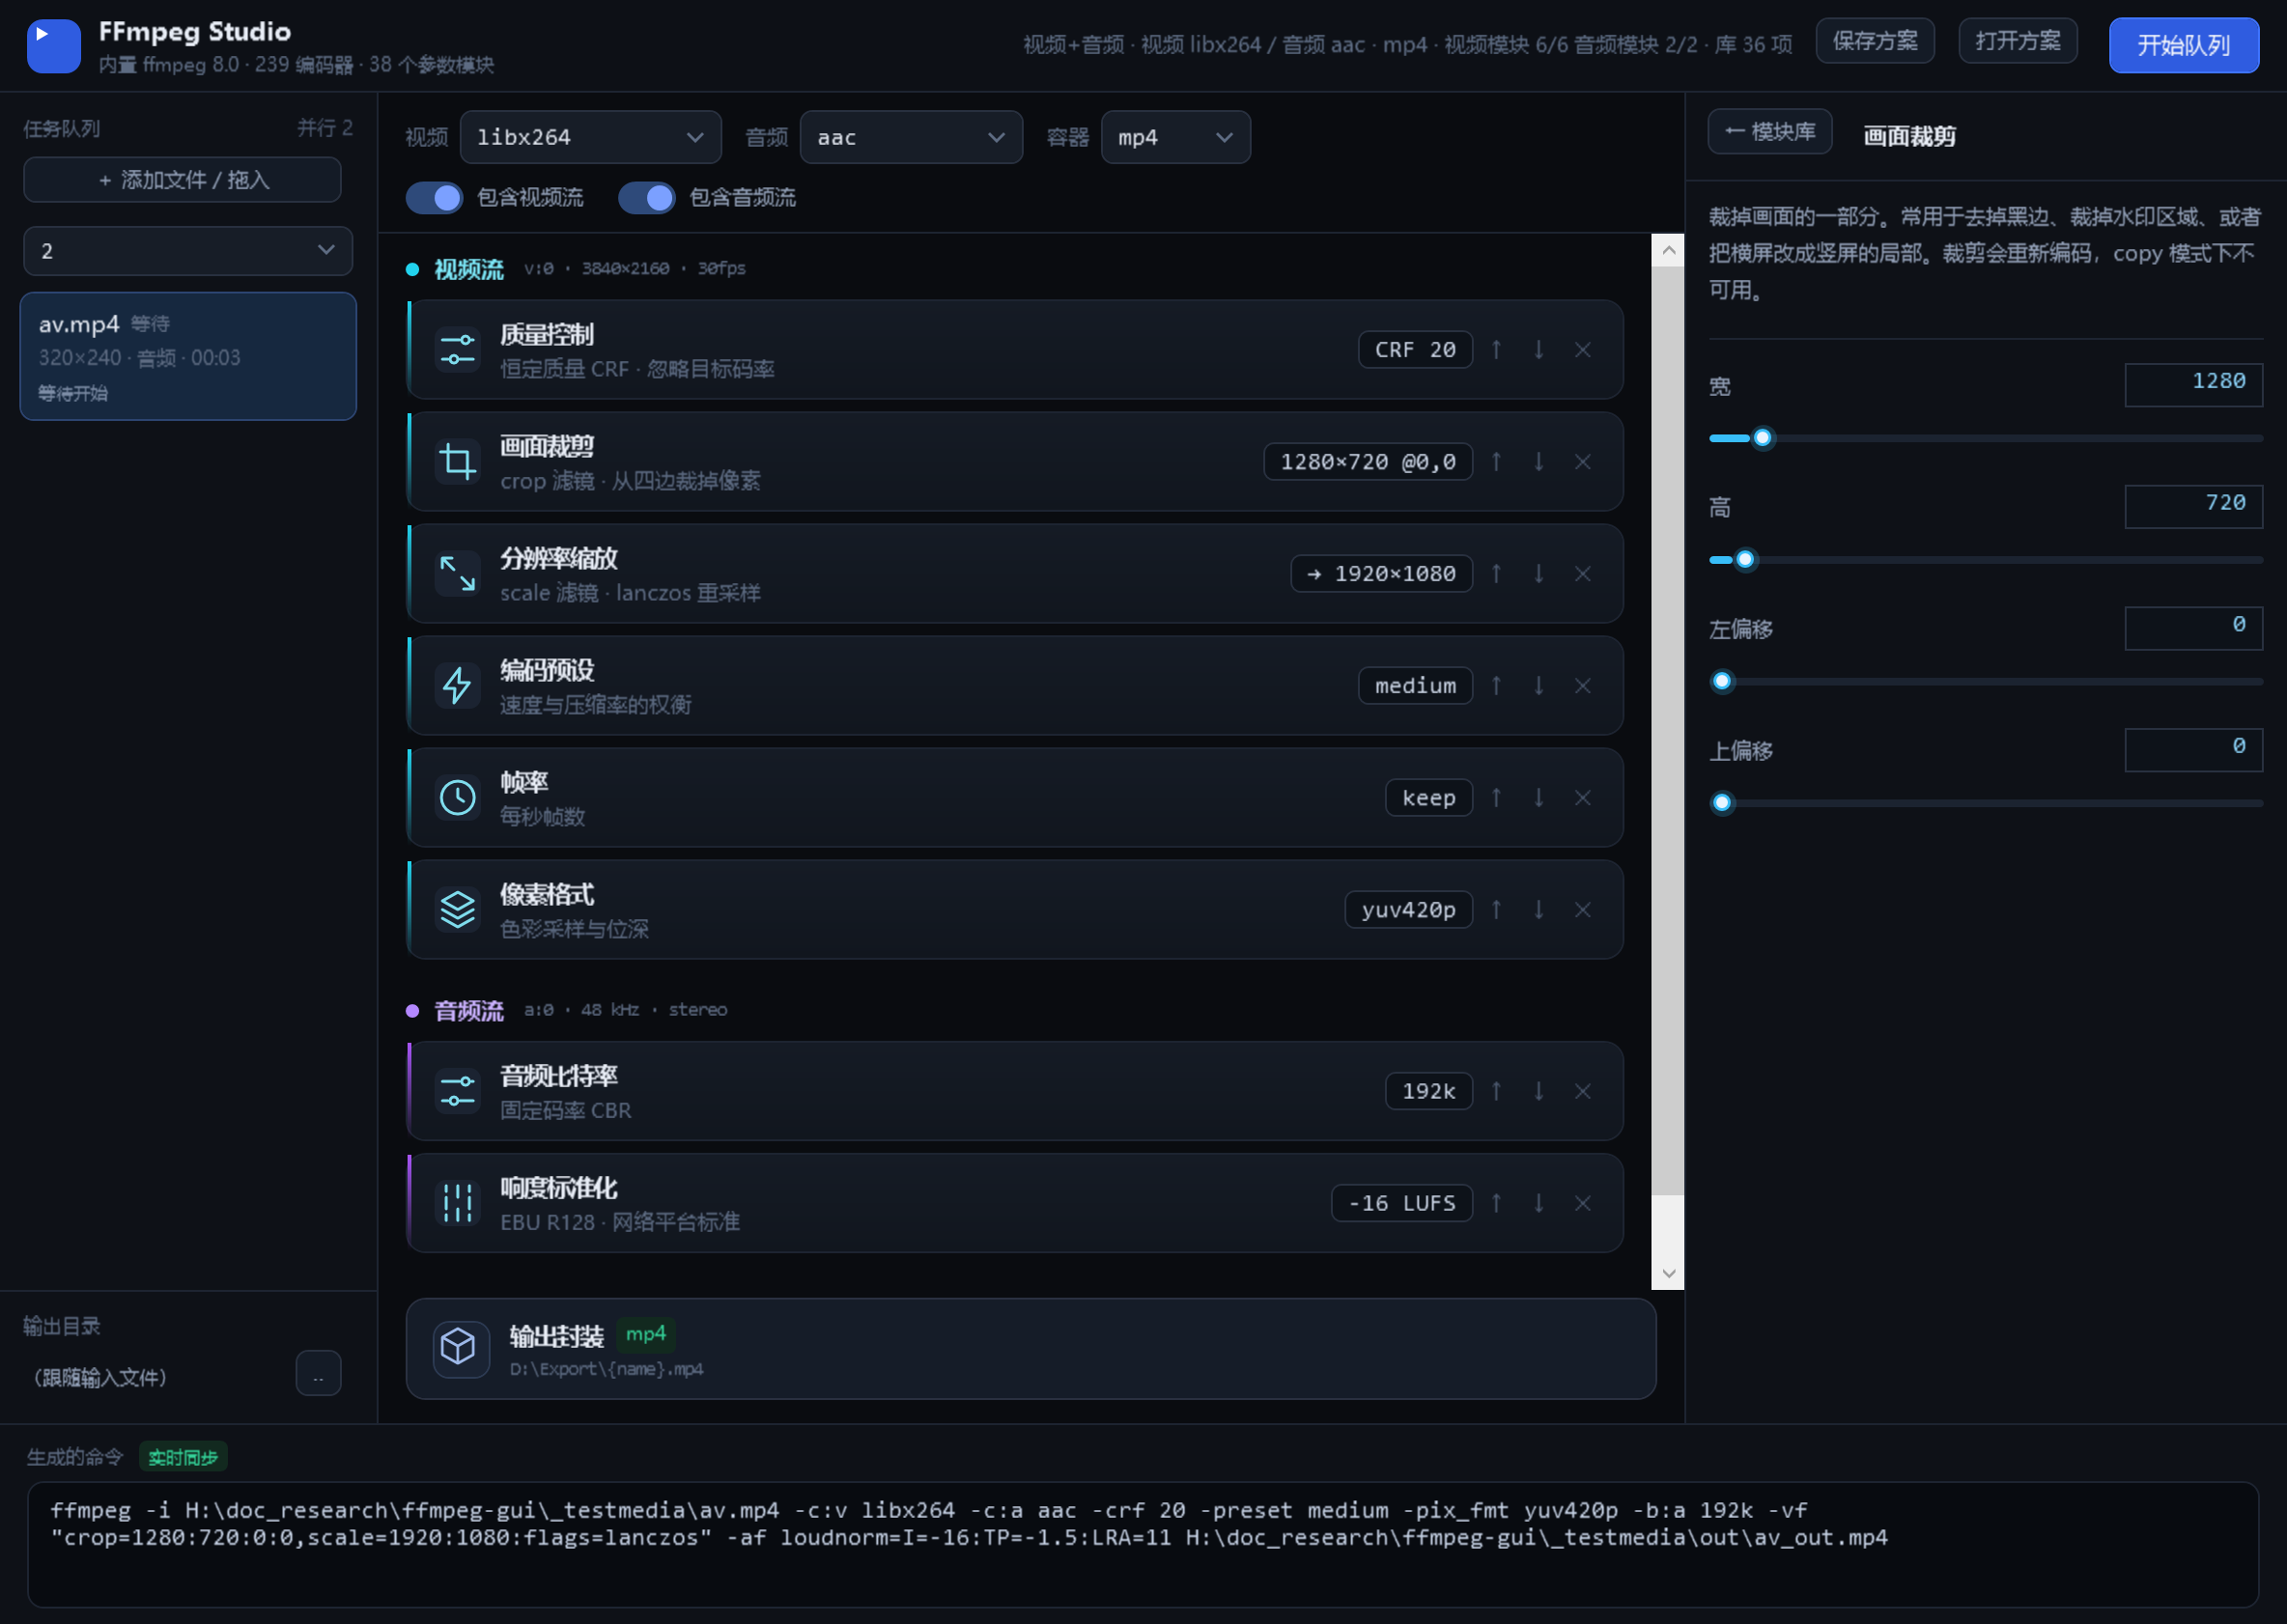 FFmpeg Studio
内置 ffmpeg 8.0 · 239 编码器 · 38 个参数模块
视频+音频 · 视频 libx264 / 音频 aac · mp4 · 视频模块 6/6 音频模块 2/2 · 库 36 项
保存方案
打开方案
开始队列
任务队列
并行 2
+ 添加文件 / 拖入
2
av.mp4 等待
320×240 · 音频 · 00:03
等待开始
输出目录
（跟随输入文件）
..
视频 libx264
音频 aac
容器 mp4
包含视频流
包含音频流
视频流 v:0 · 3840×2160 · 30fps
质量控制
恒定质量 CRF · 忽略目标码率
CRF 20 ↑ ↓ ×
画面裁剪
crop 滤镜 · 从四边裁掉像素
1280×720 @0,0 ↑ ↓ ×
分辨率缩放
scale 滤镜 · lanczos 重采样
→ 1920×1080 ↑ ↓ ×
编码预设
速度与压缩率的权衡
medium ↑ ↓ ×
帧率
每秒帧数
keep ↑ ↓ ×
像素格式
色彩采样与位深
yuv420p ↑ ↓ ×
音频流 a:0 · 48 kHz · stereo
音频比特率
固定码率 CBR
192k ↑ ↓ ×
响度标准化
EBU R128 · 网络平台标准
-16 LUFS ↑ ↓ ×
输出封装 mp4
D:\Export\{name}.mp4
← 模块库
画面裁剪
裁掉画面的一部分。常用于去掉黑边、裁掉水印区域、或者
把横屏改成竖屏的局部。裁剪会重新编码，copy 模式下不
可用。
宽 1280
高 720
左偏移 0
上偏移 0
生成的命令 实时同步
ffmpeg -i H:\doc_research\ffmpeg-gui\_testmedia\av.mp4 -c:v libx264 -c:a aac -crf 20 -preset medium -pix_fmt yuv420p -b:a 192k -vf
"crop=1280:720:0:0,scale=1920:1080:flags=lanczos" -af loudnorm=I=-16:TP=-1.5:LRA=11 H:\doc_research\ffmpeg-gui\_testmedia\out\av_out.mp4